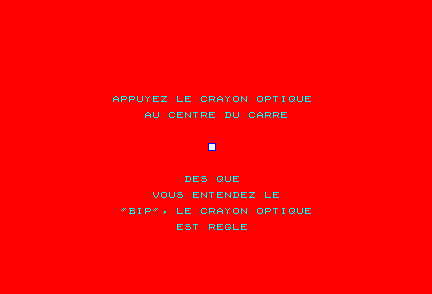 APPUYEZ LE CRAYON OPTIQUE
AU CENTRE DU CARRE
DES QUE
VOUS ENTENDEZ LE
"BIP", LE CRAYON OPTIQUE
EST REGLE